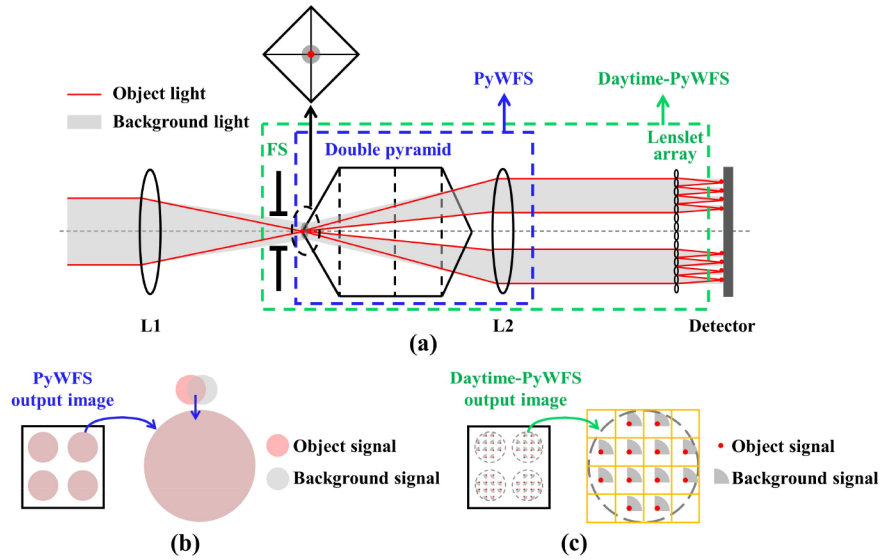 PyWFS
Daytime-PyWFS
Object light
Background light
FS
Double pyramid
Lenslet
array
L1
L2
Detector
(a)
PyWFS
output image
Object signal
Background signal
(b)
Daytime-PyWFS
output image
Object signal
Background signal
(c)